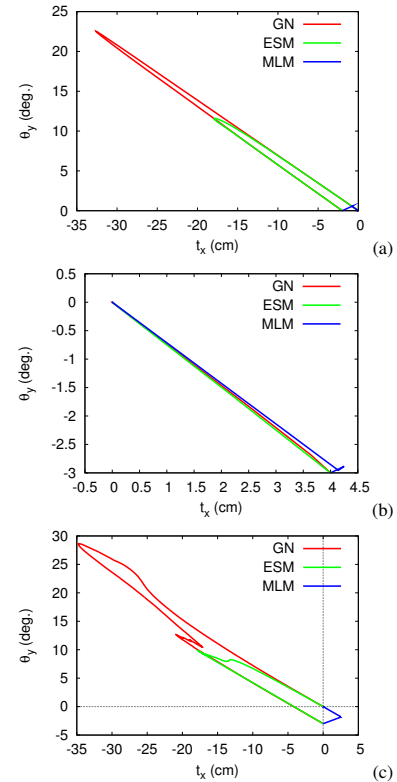 25
20
15
10
5
0
θy (deg.)
GN
ESM
MLM
-35 -30 -25 -20 -15 -10 -5 0
tx (cm)
(a)
0.5
0
-0.5
-1
-1.5
-2
-2.5
-3
θy (deg.)
GN
ESM
MLM
-0.5 0 0.5 1 1.5 2 2.5 3 3.5 4 4.5
tx (cm)
(b)
30
25
20
15
10
5
0
-5
θy (deg.)
GN
ESM
MLM
-35 -30 -25 -20 -15 -10 -5 0 5
tx (cm)
(c)